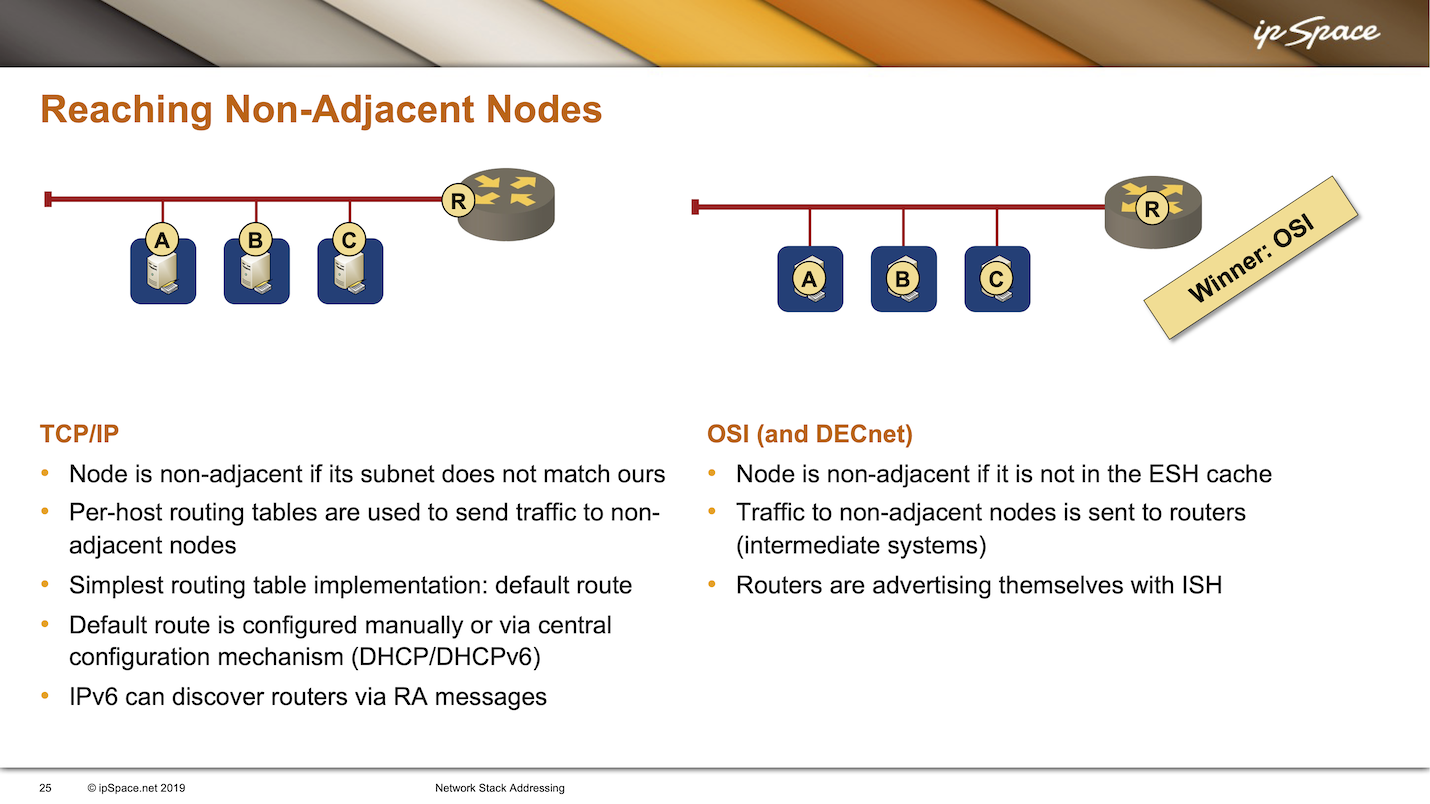 ipSpace
Reaching Non-Adjacent Nodes
R
A
B
C
R
A
B
C
Winner: OSI
TCP/IP
• Node is non-adjacent if its subnet does not match ours
• Per-host routing tables are used to send traffic to non-
adjacent nodes
• Simplest routing table implementation: default route
• Default route is configured manually or via central
configuration mechanism (DHCP/DHCPv6)
• IPv6 can discover routers via RA messages
OSI (and DECnet)
• Node is non-adjacent if it is not in the ESH cache
• Traffic to non-adjacent nodes is sent to routers
(intermediate systems)
• Routers are advertising themselves with ISH
25
© ipSpace.net 2019
Network Stack Addressing